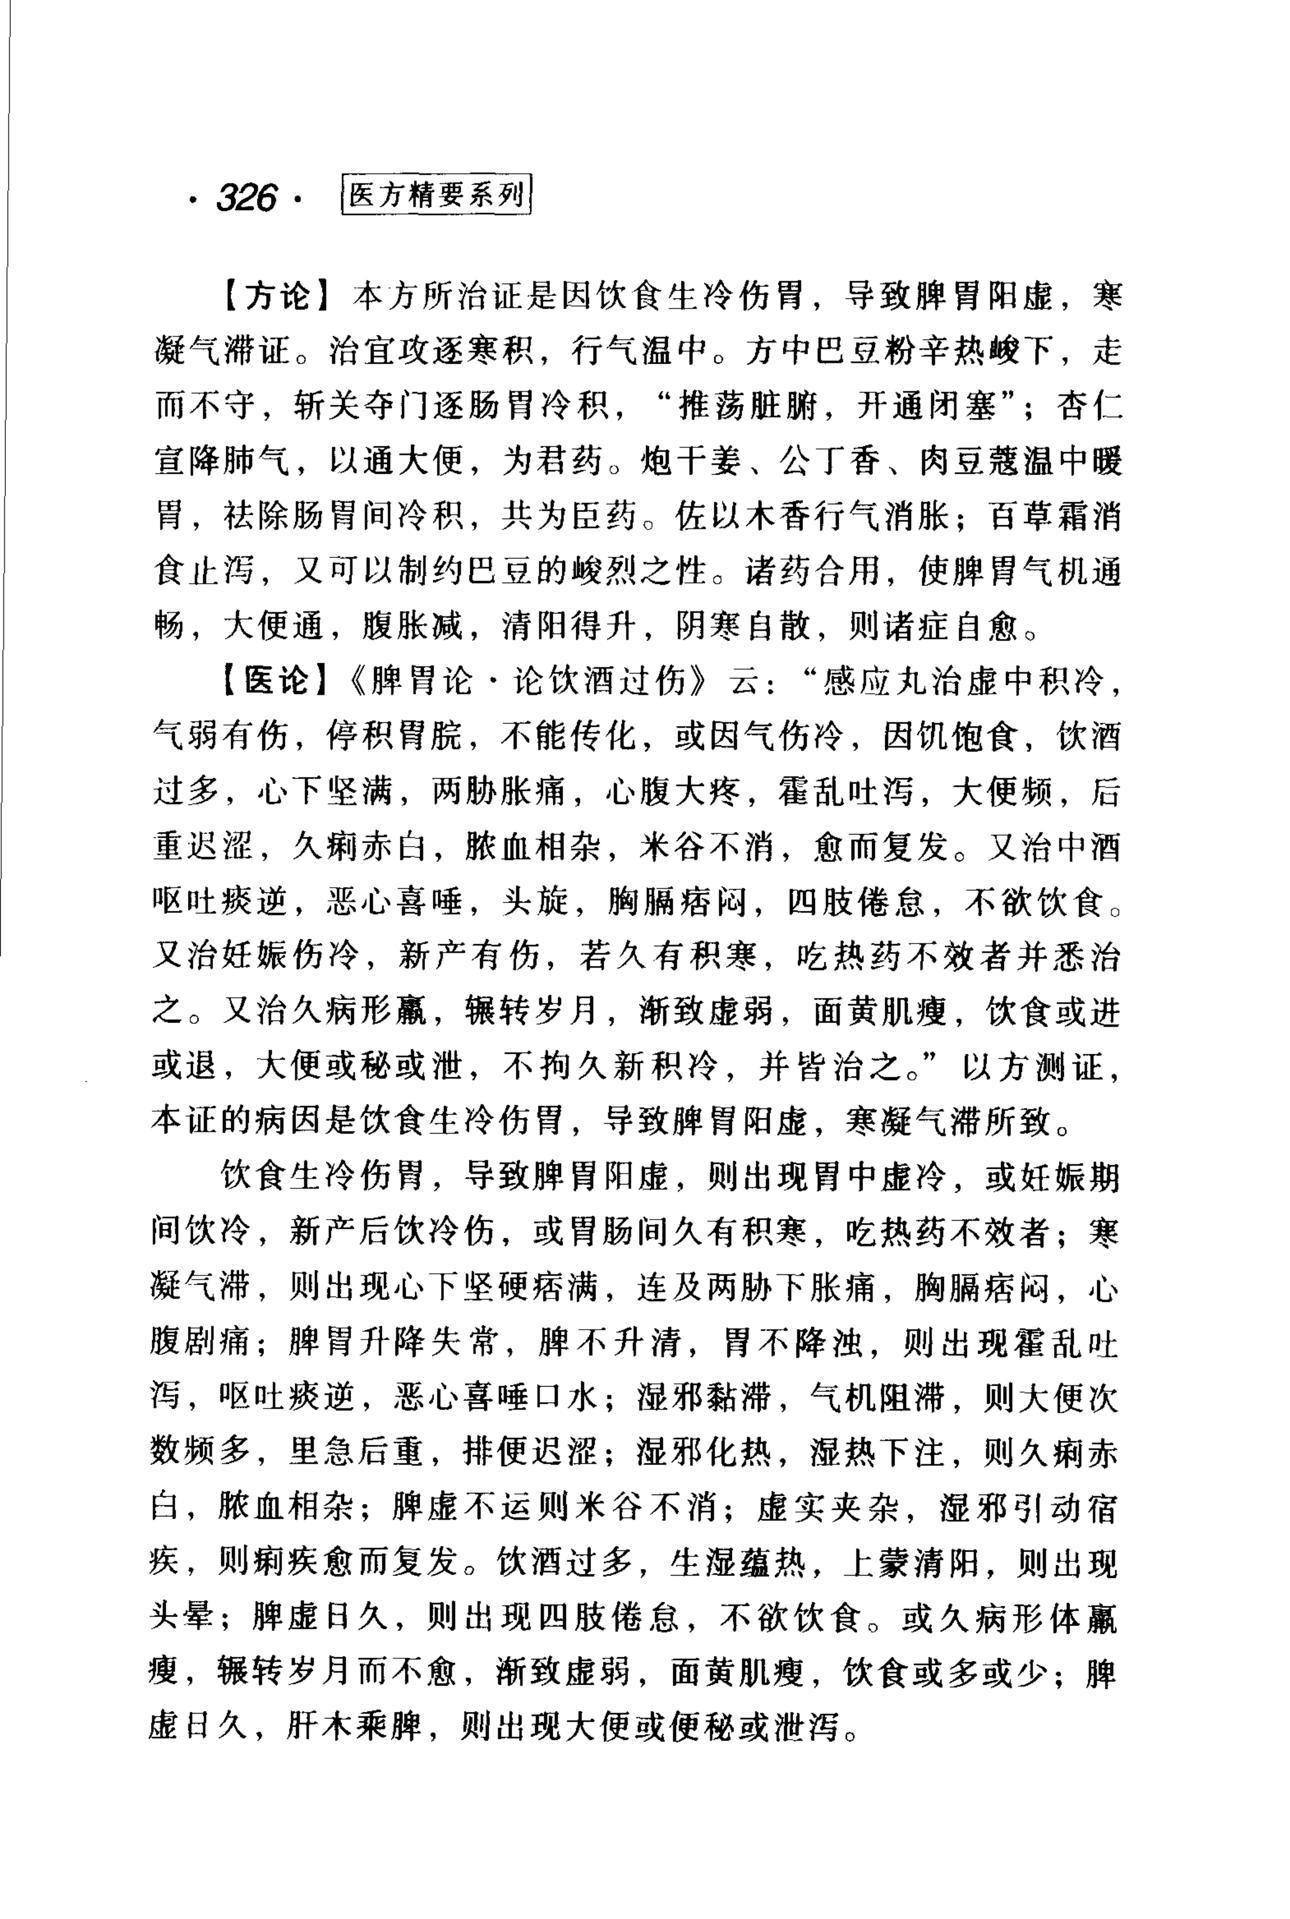 ·326· 医方精要系列
【方论】本方所治证是因饮食生冷伤胃，导致脾胃阳虚，寒
凝气滞证。治宜攻逐寒积，行气温中。方中巴豆粉辛热峻下，走
而不守，斩关夺门逐肠胃冷积，“推荡脏腑，开通闭塞”；杏仁
宣降肺气，以通大便，为君药。炮干姜、公丁香、肉豆蔻温中暖
胃，祛除肠胃间冷积，共为臣药。佐以木香行气消胀；百草霜消
食止泻，又可以制约巴豆的峻烈之性。诸药合用，使脾胃气机通
畅，大便通，腹胀减，清阳得升，阴寒自散，则诸症自愈。
【医论】《脾胃论·论饮酒过伤》云：“感应丸治虚中积冷，
气弱有伤，停积胃脘，不能传化，或因气伤冷，因饥饱食，饮酒
过多，心下坚满，两胁胀痛，心腹大疼，霍乱吐泻，大便频，后
重迟涩，久痢赤白，脓血相杂，米谷不消，愈而复发。又治中酒
呕吐痰逆，恶心喜唾，头旋，胸膈痞闷，四肢倦怠，不欲饮食。
又治妊娠伤冷，新产有伤，若久有积寒，吃热药不效者并悉治
之。又治久病形羸，辗转岁月，渐致虚弱，面黄肌瘦，饮食或进
或退，大便或秘或泄，不拘久新积冷，并皆治之。”以方测证，
本证的病因是饮食生冷伤胃，导致脾胃阳虚，寒凝气滞所致。
饮食生冷伤胃，导致脾胃阳虚，则出现胃中虚冷，或妊娠期
间饮冷，新产后饮冷伤，或胃肠间久有积寒，吃热药不效者；寒
凝气滞，则出现心下坚硬痞满，连及两胁下胀痛，胸膈痞闷，心
腹剧痛；脾胃升降失常，脾不升清，胃不降浊，则出现霍乱吐
泻，呕吐痰逆，恶心喜唾口水；湿邪黏滞，气机阻滞，则大便次
数频多，里急后重，排便迟涩；湿邪化热，湿热下注，则久痢赤
白，脓血相杂；脾虚不运则米谷不消；虚实夹杂，湿邪引动宿
疾，则痢疾愈而复发。饮酒过多，生湿蕴热，上蒙清阳，则出现
头晕；脾虚日久，则出现四肢倦怠，不欲饮食。或久病形体羸
瘦，辗转岁月而不愈，渐致虚弱，面黄肌瘦，饮食或多或少；脾
虚日久，肝木乘脾，则出现大便或便秘或泄泻。